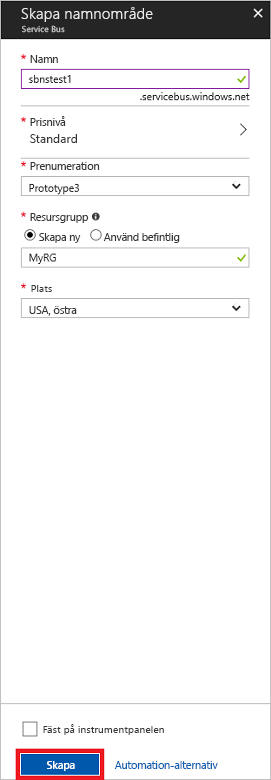 Skapa namnområde
Service Bus
* Namn
sbnstest1
.servicebus.windows.net
* Prisnivå
Standard
* Prenumeration
Prototype3
* Resursgrupp
Skapa ny Använd befintlig
MyRG
* Plats
USA, östra
Fäst på instrumentpanelen
Skapa Automation-alternativ